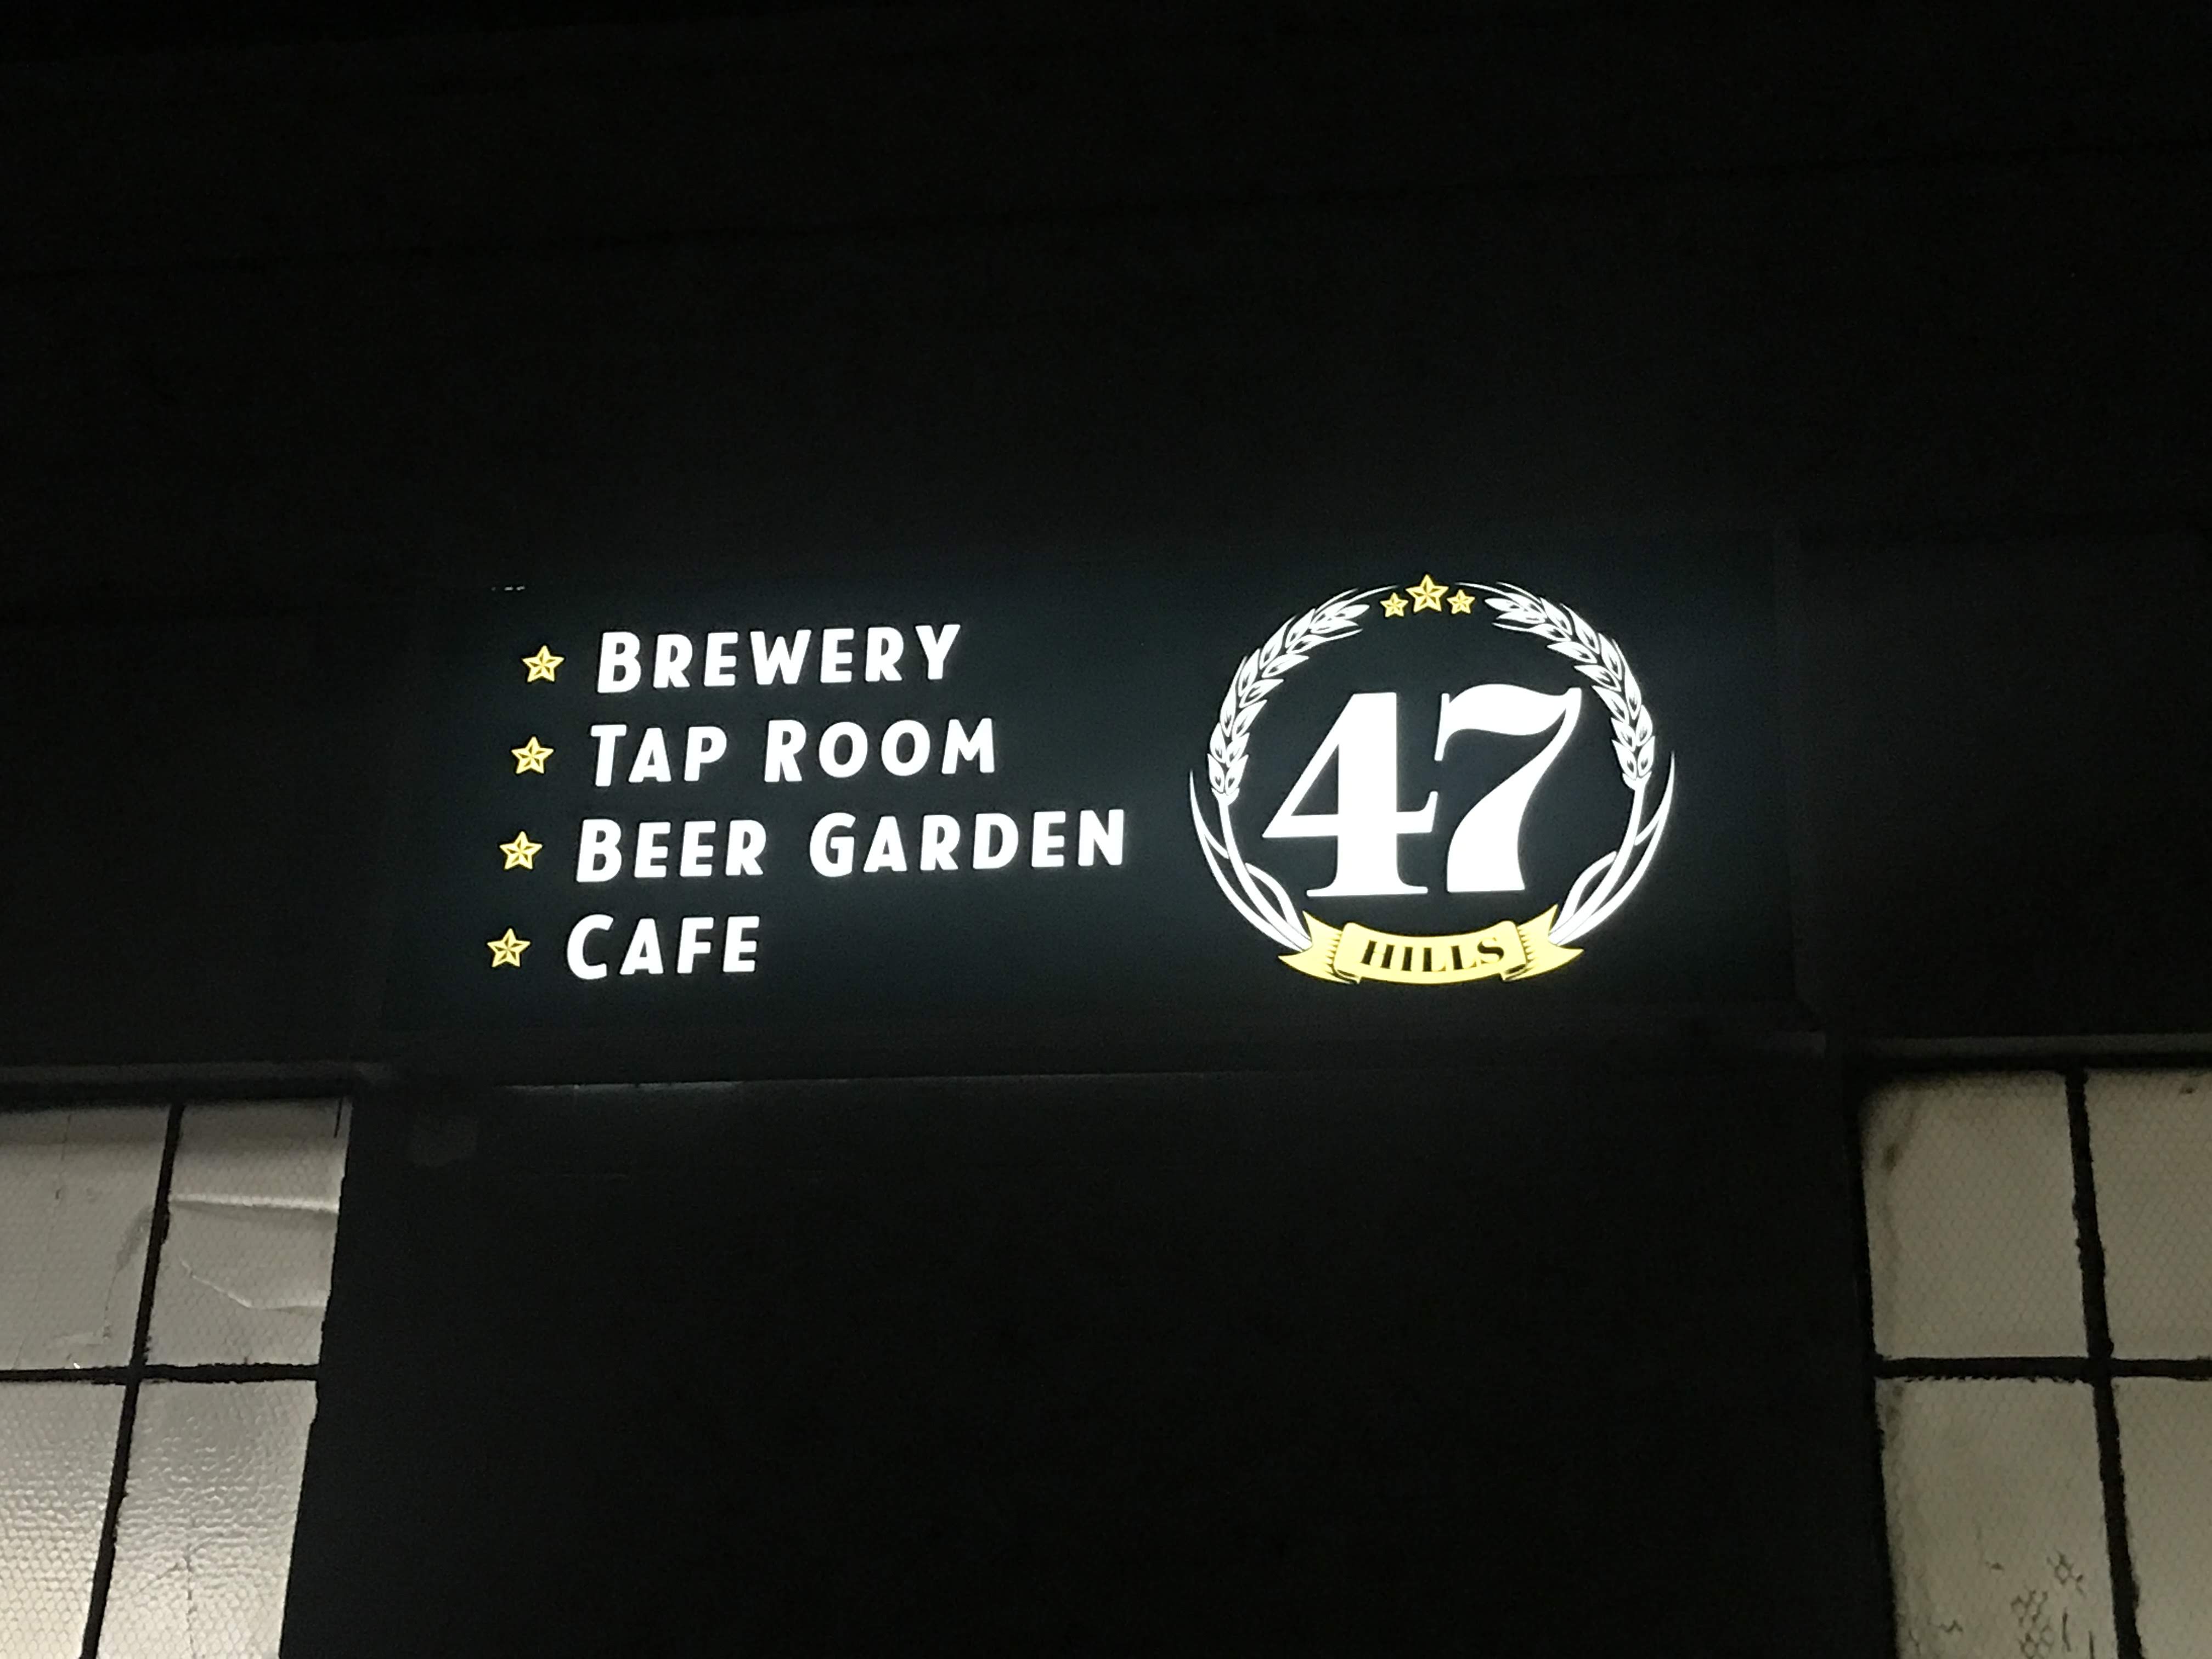 BREWERY
TAP ROOM
BEER GARDEN
CAFE
47
HILLS